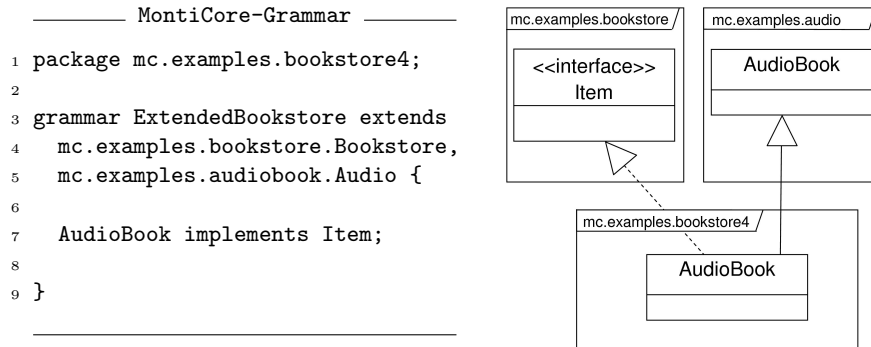 MontiCore-Grammar
1 package mc.examples.bookstore4;
2
3 grammar ExtendedBookstore extends
4 mc.examples.bookstore.Bookstore,
5 mc.examples.audiobook.Audio {
6
7 AudioBook implements Item;
8
9 }
mc.examples.bookstore
<<interface>>
Item
mc.examples.audio
AudioBook
mc.examples.bookstore4
AudioBook